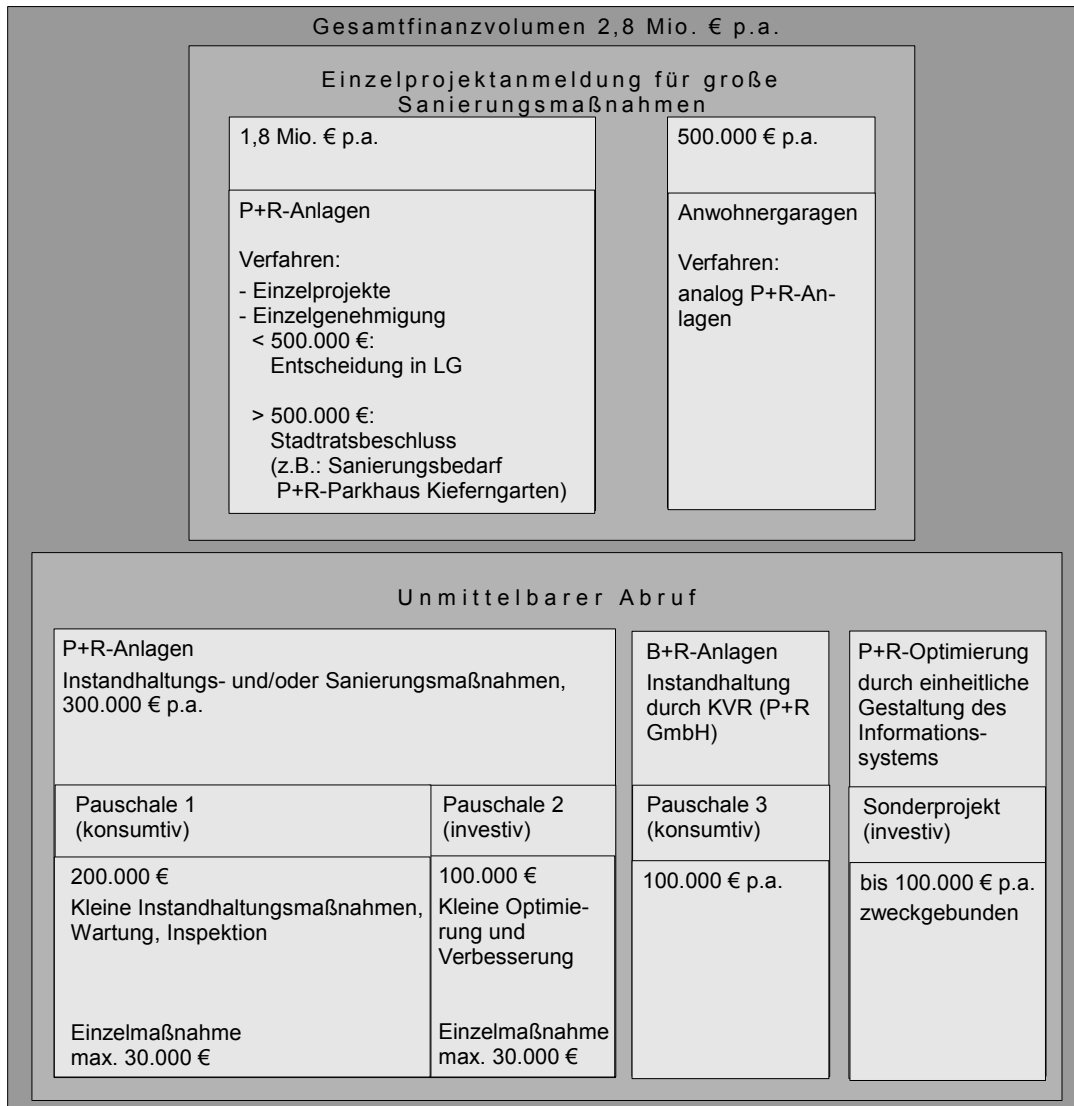 Gesamtfinanzvolumen 2,8 Mio. € p.a.
Einzelprojektanmeldung für große
Sanierungsmaßnahmen
1,8 Mio. € p.a.
P+R-Anlagen
Verfahren:
- Einzelprojekte
- Einzelgenehmigung
< 500.000 €:
Entscheidung in LG
> 500.000 €:
Stadtratsbeschluss
(z.B.: Sanierungsbedarf
P+R-Parkhaus Kieferngarten)
500.000 € p.a.
Anwohnergaragen
Verfahren:
analog P+R-An-
lagen
Unmittelbarer Abruf
P+R-Anlagen
Instandhaltungs- und/oder Sanierungsmaßnahmen,
300.000 € p.a.
Pauschale 1
(konsumtiv)
200.000 €
Kleine Instandhaltungsmaßnahmen,
Wartung, Inspektion
Einzelmaßnahme
max. 30.000 €
Pauschale 2
(investiv)
100.000 €
Kleine Optimie-
rung und
Verbesserung
Einzelmaßnahme
max. 30.000 €
B+R-Anlagen
Instandhaltung
durch KVR (P+R
GmbH)
Pauschale 3
(konsumtiv)
100.000 € p.a.
P+R-Optimierung
durch einheitliche
Gestaltung des
Informations-
systems
Sonderprojekt
(investiv)
bis 100.000 € p.a.
zweckgebunden